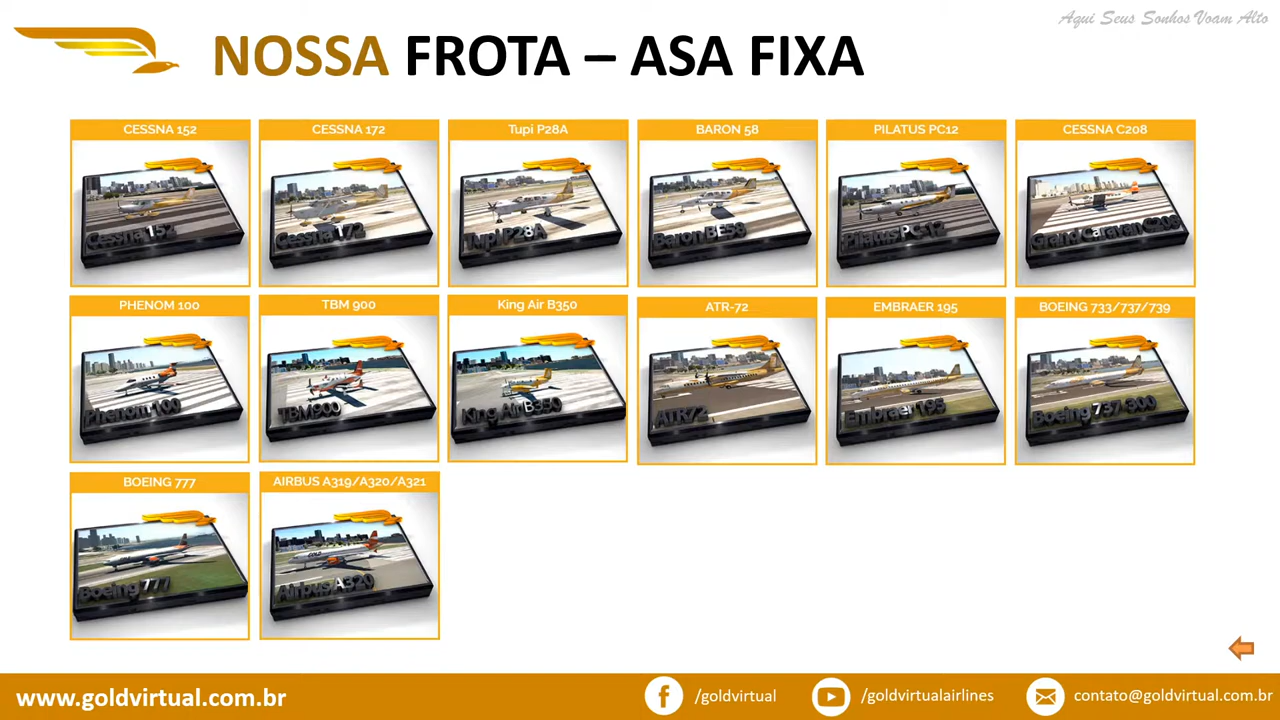 Aqui Seus Sonhos Voam Alto
NOSSA FROTA – ASA FIXA
CESSNA 152
Cessna 152
CESSNA 172
Cessna 172
Tupi P28A
Tupi P28A
BARON 58
Baron BE58
PILATUS PC12
Pilatus PC-12
CESSNA C208
Grand Caravan C208
PHENOM 100
Phenom 100
TBM 900
TBM900
King Air B350
King Air B350
ATR-72
ATR72
EMBRAER 195
Embraer 195
BOEING 733/737/739
Boeing 737-300
BOEING 777
Boeing 777
AIRBUS A319/A320/A321
GOLD
Airbus A320
www.goldvirtual.com.br
/goldvirtual
/goldvirtualairlines
contato@goldvirtual.com.br